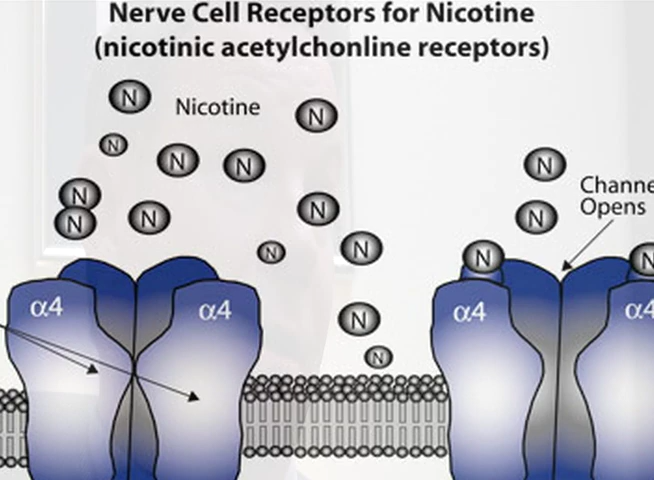 Nerve Cell Receptors for Nicotine
(nicotinic acetylchonline receptors)
N
Nicotine
N
N
N
N
N
N
N
N
N
Channe
Opens
N
N
N
N
N
N
N
N
α4
α4
α4
α4